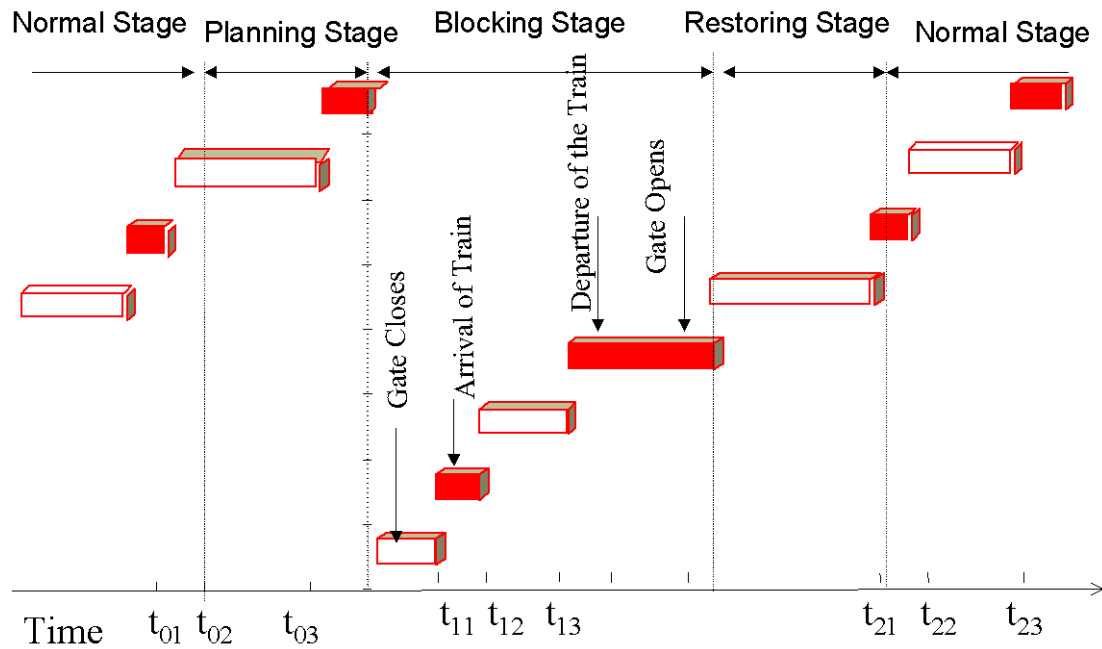 Normal Stage
Planning Stage
Blocking Stage
Restoring Stage
Normal Stage
Gate Closes
Arrival of Train
Departure of the Train
Gate Opens
Time
t01
t02
t03
t11
t12
t13
t21
t22
t23